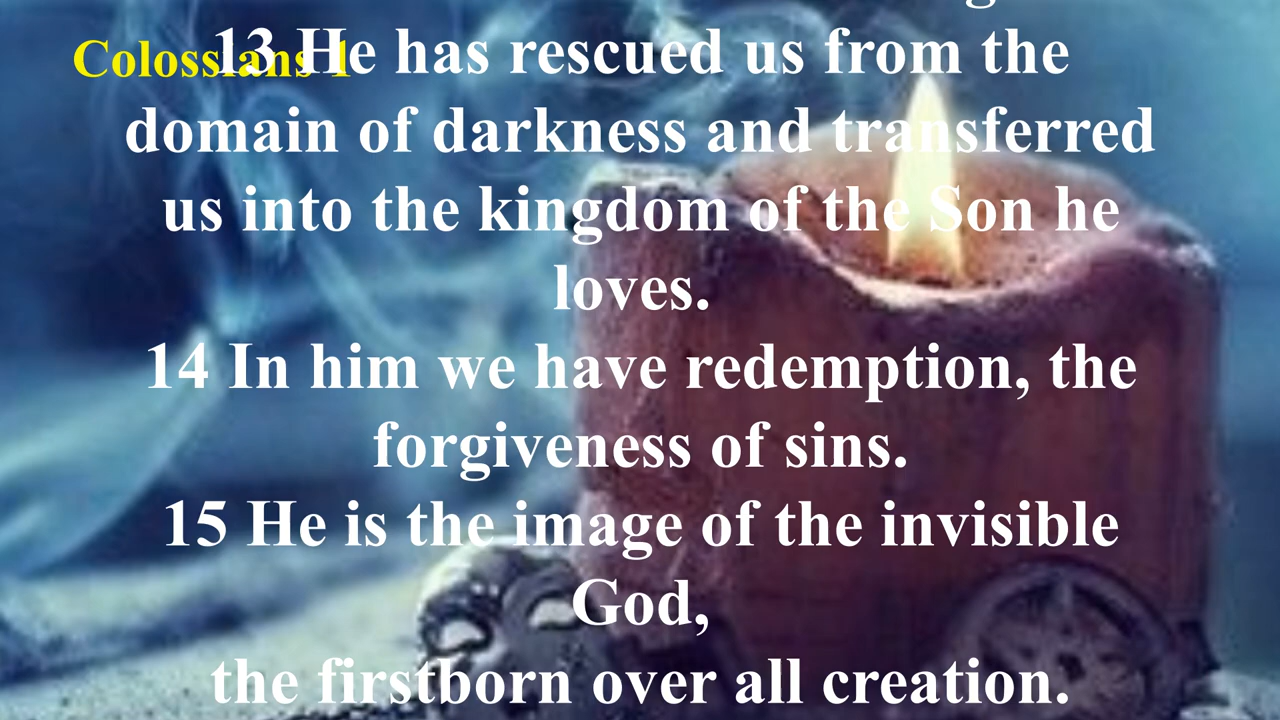 Colossians 1
13 He has rescued us from the
domain of darkness and transferred
us into the kingdom of the Son he
loves.
14 In him we have redemption, the
forgiveness of sins.
15 He is the image of the invisible
God,
the firstborn over all creation.